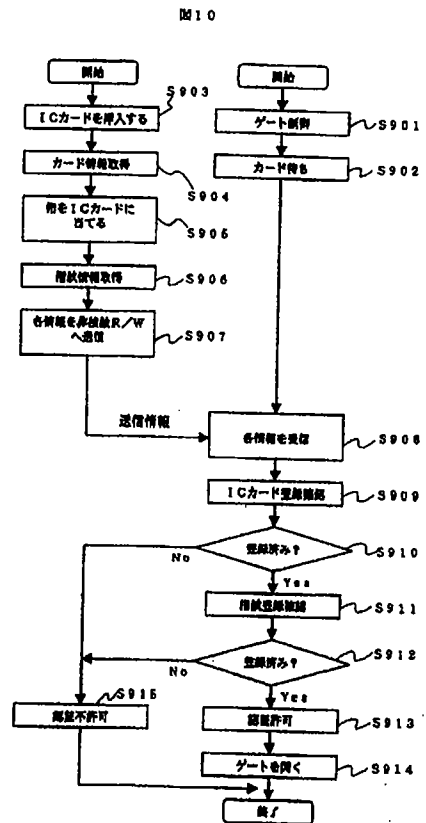 図10
開始
S903
ICカードを挿入する
カード情報取得
S904
指をICカードに
当てる
S905
指紋情報取得
S906
各情報を非接触R/W
へ送信
S907
開始
ゲート制御
S901
カード待ち
S902
送信情報
各情報を受信
S908
ICカード登録確認
S909
登録済み?
S910
No
Yes
指紋登録確認
S911
登録済み?
S912
No
Yes
S915
認証不許可
認証許可
S913
ゲートを開く
S914
終了